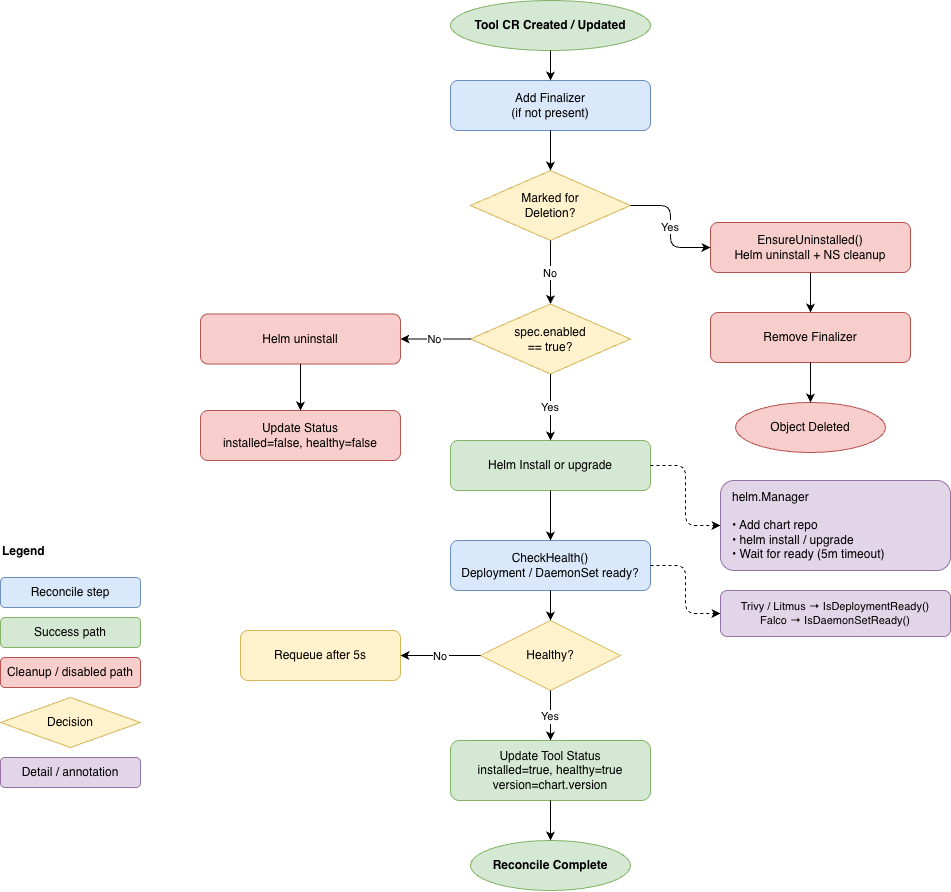 Tool CR Created / Updated
Add Finalizer
(if not present)
Marked for
Deletion?
Yes
EnsureUninstalled()
Helm uninstall + NS cleanup
Remove Finalizer
Object Deleted
No
spec.enabled
== true?
No
Helm uninstall
Update Status
installed=false, healthy=false
Yes
Helm Install or upgrade
helm.Manager
• Add chart repo
• helm install / upgrade
• Wait for ready (5m timeout)
CheckHealth()
Deployment / DaemonSet ready?
Trivy / Litmus → IsDeploymentReady()
Falco → IsDaemonSetReady()
Healthy?
No
Requeue after 5s
Yes
Update Tool Status
installed=true, healthy=true
version=chart.version
Reconcile Complete
Legend
Reconcile step
Success path
Cleanup / disabled path
Decision
Detail / annotation